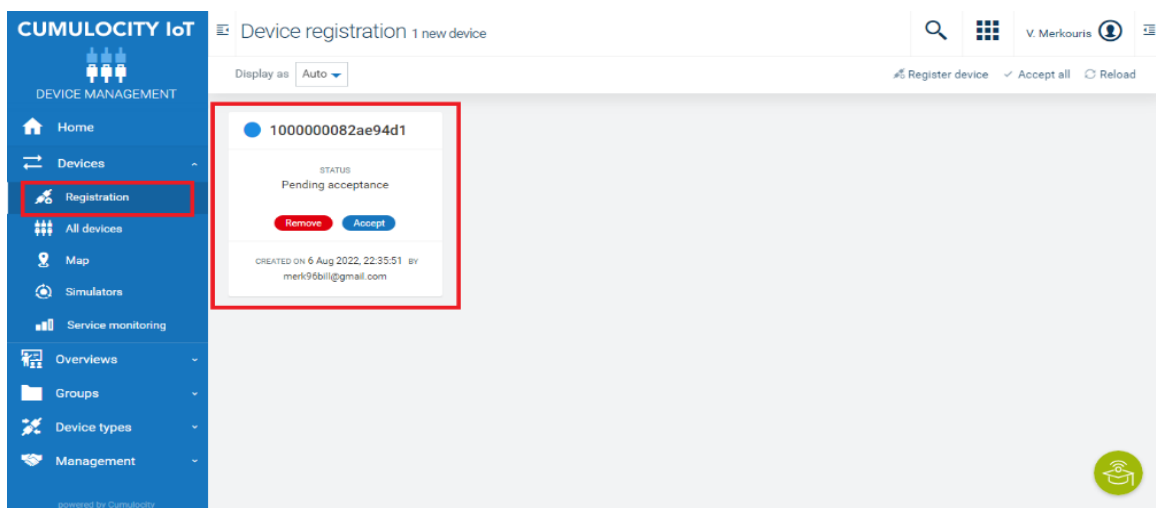 CUMULOCITY IoT
DEVICE MANAGEMENT
Home
Devices
Registration
All devices
Map
Simulators
Service monitoring
Overviews
Groups
Device types
Management
powered by Cumulocity
Device registration 1 new device
V. Merkouris
Display as Auto
Register device Accept all Reload
1000000082ae94d1
STATUS
Pending acceptance
Remove Accept
CREATED ON 6 Aug 2022, 22:35:51 BY
merk96bill@gmail.com